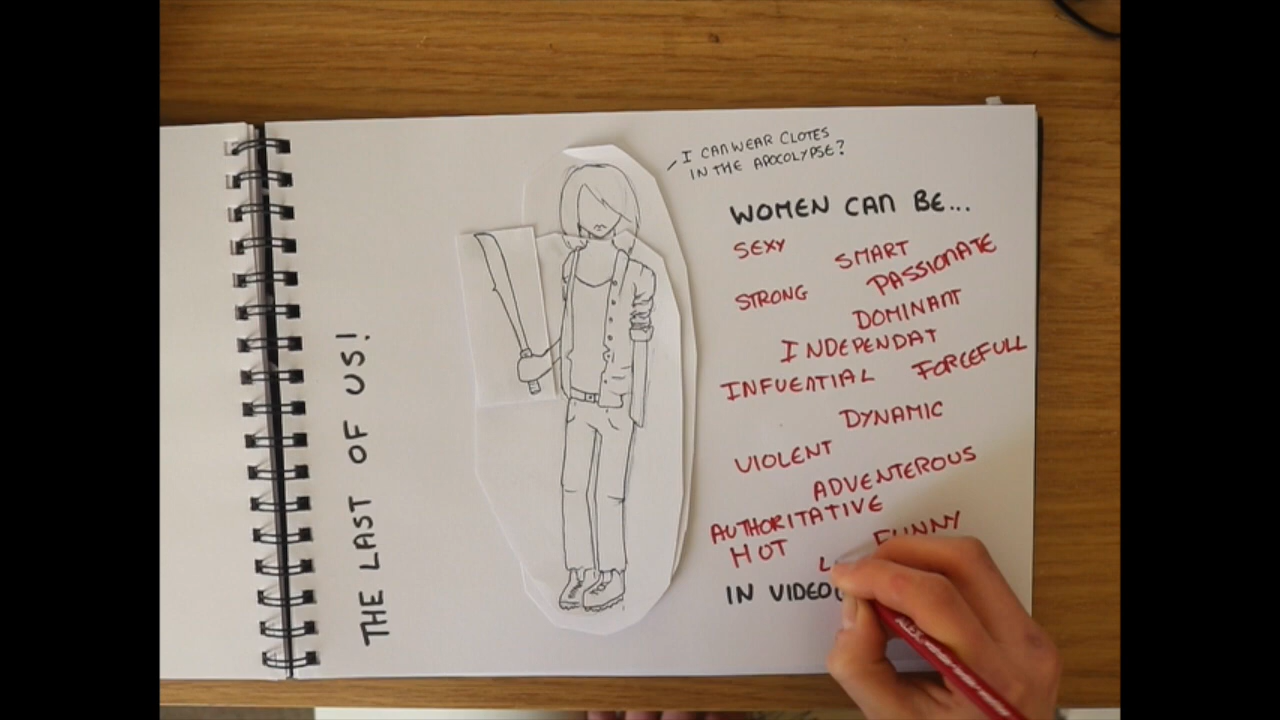 THE LAST OF US!
I CAN WEAR CLOTES
IN THE APOCOLYPSE?
WOMEN CAN BE...
SEXY SMART
STRONG PASSIONATE
DOMINANT
INDEPENDAT
INFUENTIAL FORCEFULL
DYNAMIC
VIOLENT
ADVENTEROUS
AUTHORITATIVE
HOT FUNNY
IN VIDEO